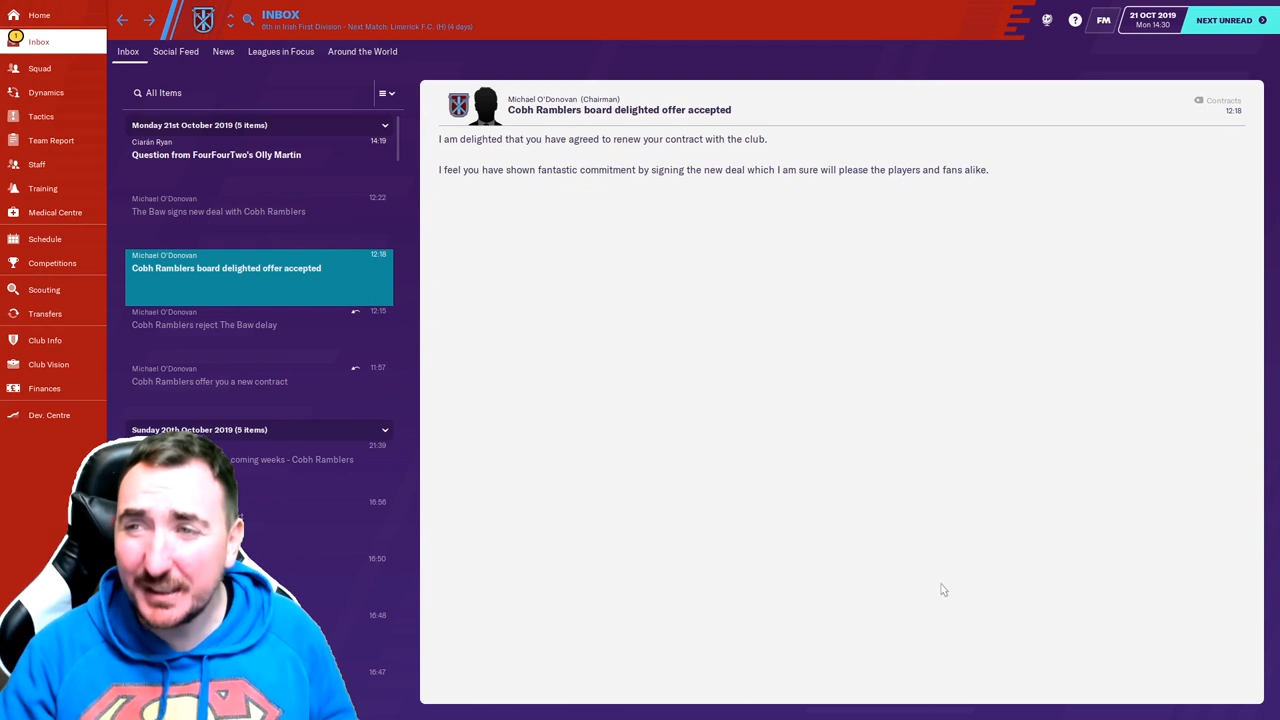 Home
Inbox
1
Squad
Dynamics
Tactics
Team Report
Staff
Training
Medical Centre
Schedule
Competitions
Scouting
Transfers
Club Info
Club Vision
Finances
Dev. Centre
INBOX
6th in Irish First Division - Next Match: Limerick F.C. (H) (4 days)
?
FM
21 OCT 2019
Mon 14:30
NEXT UNREAD
Inbox
Social Feed
News
Leagues in Focus
Around the World
All Items
Monday 21st October 2019 (5 items)
Ciarán Ryan
14:19
Question from FourFourTwo's Olly Martin
Michael O'Donovan
12:22
The Baw signs new deal with Cobh Ramblers
Michael O'Donovan
12:18
Cobh Ramblers board delighted offer accepted
Michael O'Donovan
12:15
Cobh Ramblers reject The Baw delay
Michael O'Donovan
11:57
Cobh Ramblers offer you a new contract
Sunday 20th October 2019 (5 items)
21:39
coming weeks - Cobh Ramblers
16:56
16:50
16:48
16:47
Michael O'Donovan (Chairman)
Cobh Ramblers board delighted offer accepted
Contracts
12:18
I am delighted that you have agreed to renew your contract with the club.
I feel you have shown fantastic commitment by signing the new deal which I am sure will please the players and fans alike.